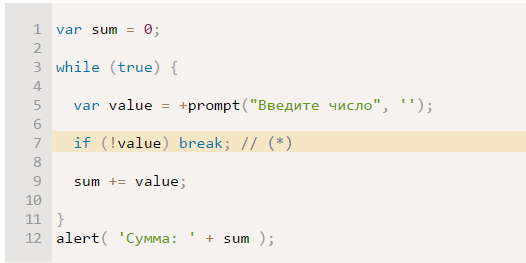 1 var sum = 0;
2
3 while (true) {
4
5   var value = +prompt("Введите число", '');
6
7   if (!value) break; // (*)
8
9   sum += value;
10
11 }
12 alert( 'Сумма: ' + sum );